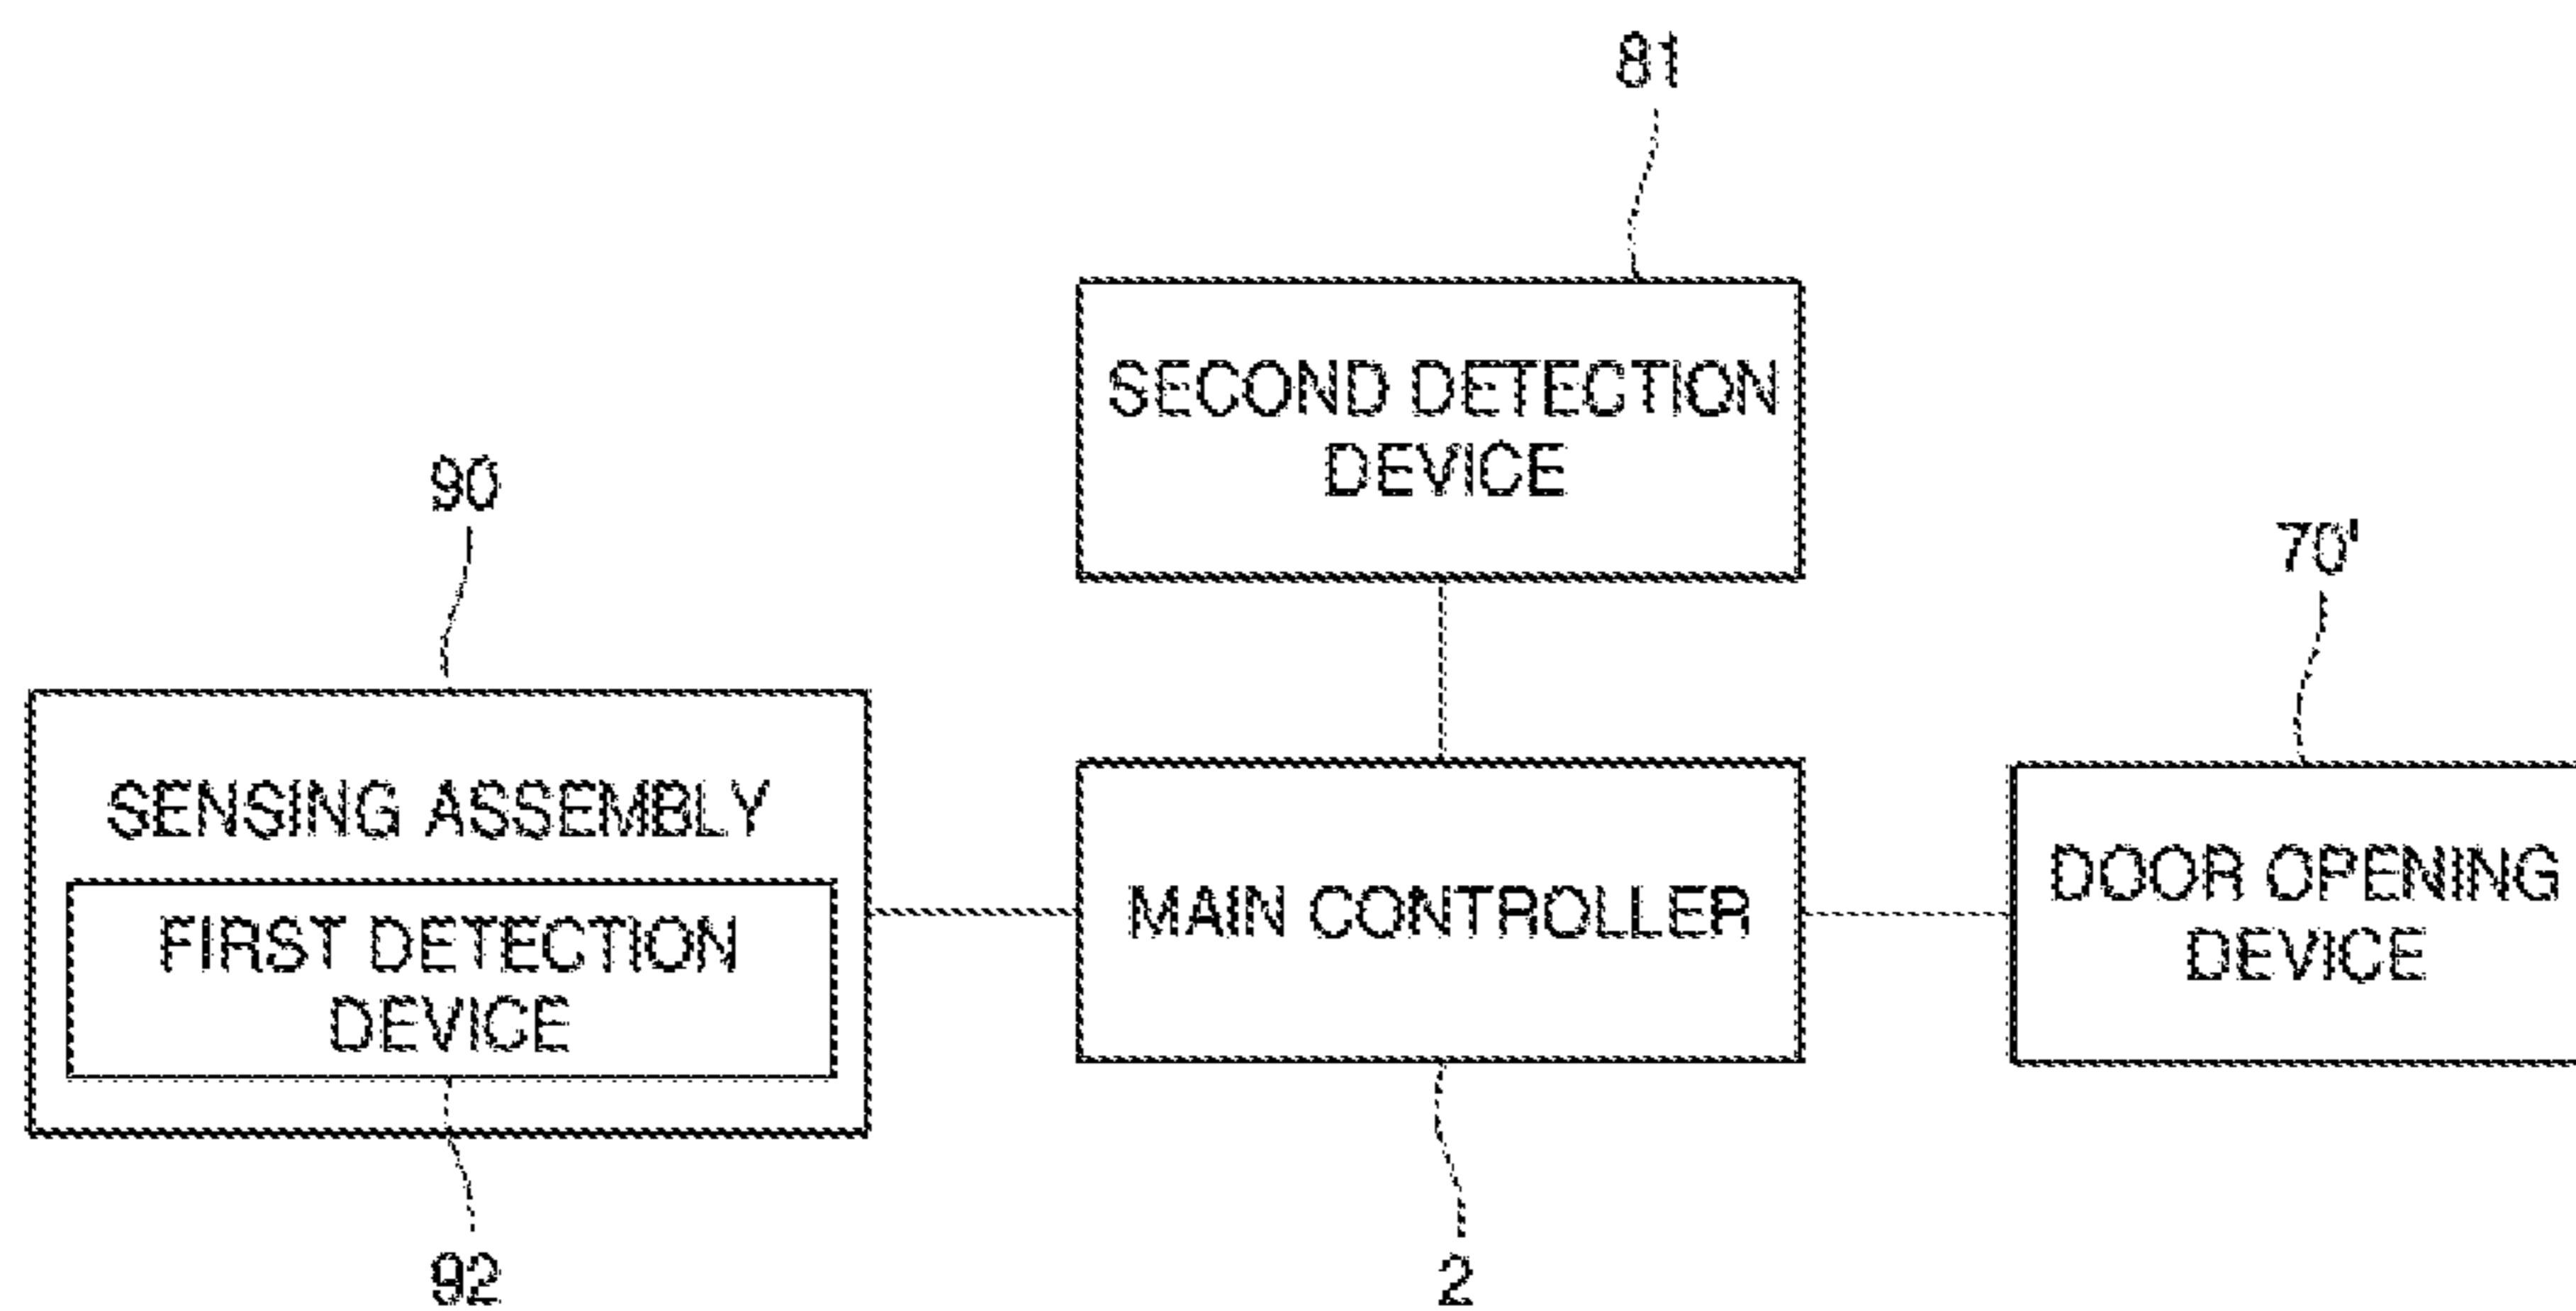 81
SECOND DETECTION
DEVICE
90
70'
SENSING ASSEMBLY
FIRST DETECTION
DEVICE
MAIN CONTROLLER
DOOR OPENING
DEVICE
92
2